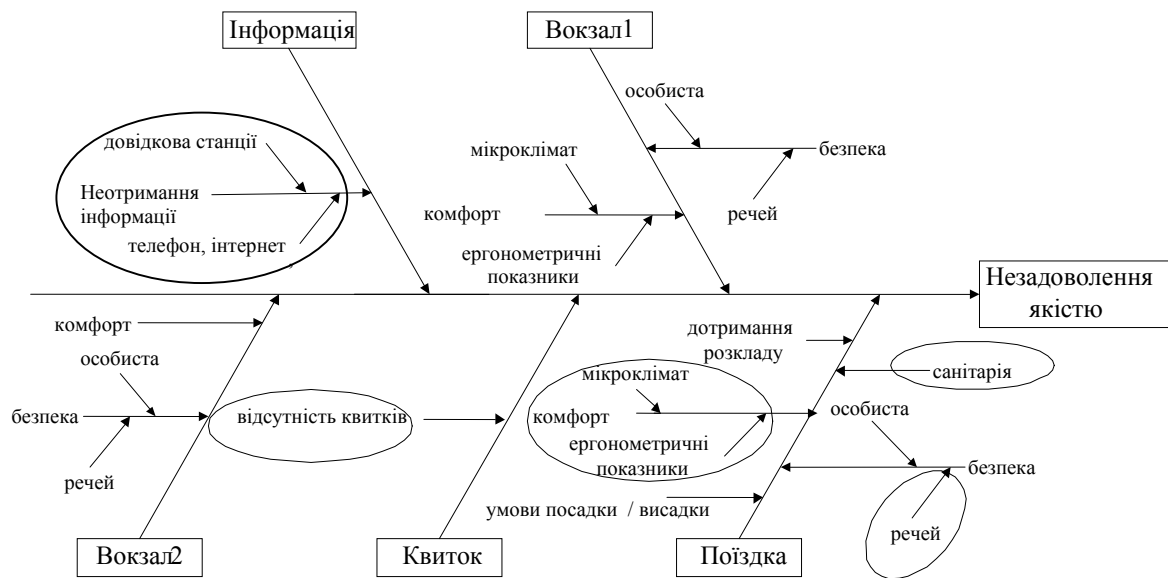 Інформація
Вокзал1
особиста
довідкова станції
мікроклімат
безпека
Неотримання
інформації
комфорт
речей
телефон, інтернет
ергонометричні
показники
Незадоволення
якістю
комфорт
дотримання
розкладу
особиста
мікроклімат
санітарія
безпека
відсутність квитків
комфорт
особиста
ергонометричні
показники
безпека
речей
умови посадки / висадки
речей
Вокзал2
Квиток
Поїздка